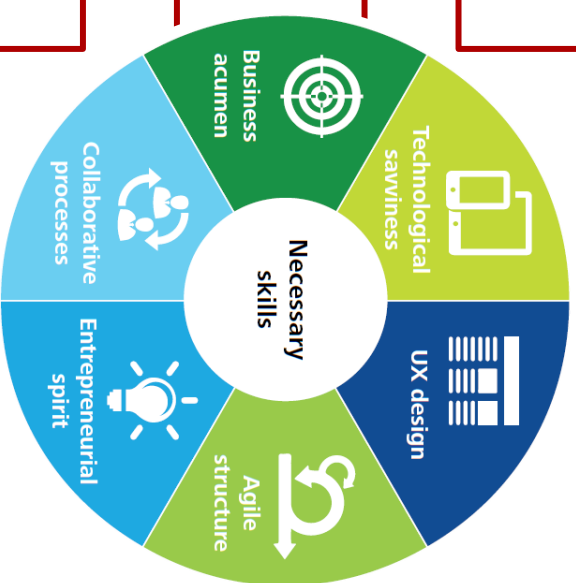 Technological
savviness
UX design
Business
acumen
Necessary
skills
Agile
structure
Collaborative
processes
Entrepreneurial
spirit